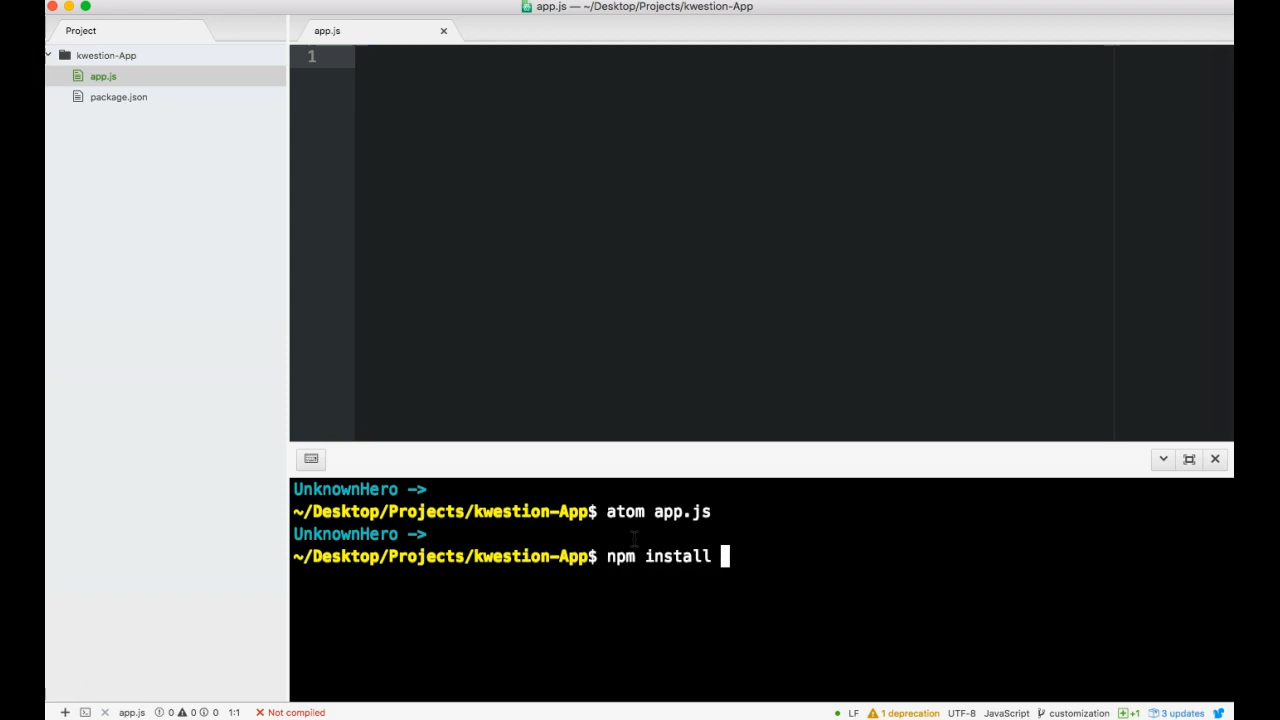 app.js — ~/Desktop/Projects/kwestion-App
Project
app.js
kwestion-App
app.js
package.json
1
UnknownHero ->
~/Desktop/Projects/kwestion-App$ atom app.js
UnknownHero ->
~/Desktop/Projects/kwestion-App$ npm install
app.js 0 0 0 1:1 Not compiled LF 1 deprecation UTF-8 JavaScript customization +1 3 updates